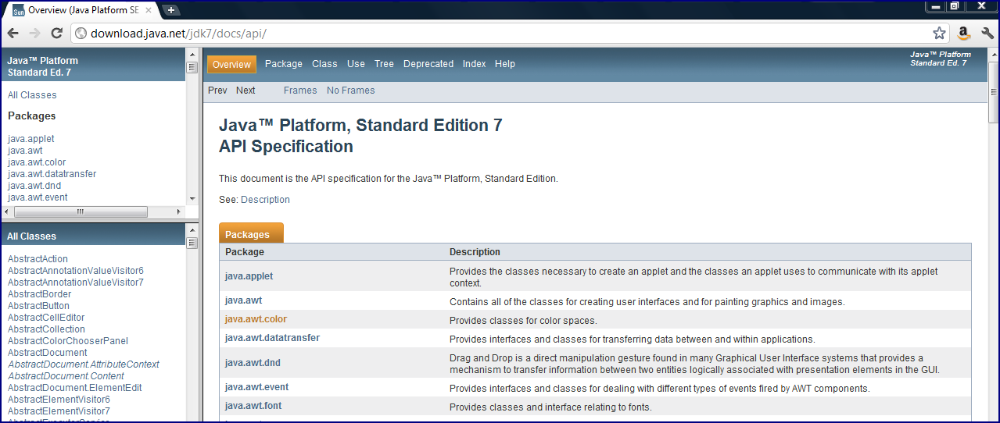 Sun
Overview (Java Platform SE
download.java.net/jdk7/docs/api/
Java™ Platform
Standard Ed. 7
All Classes
Packages
java.applet
java.awt
java.awt.color
java.awt.datatransfer
java.awt.dnd
java.awt.event
All Classes
AbstractAction
AbstractAnnotationValueVisitor6
AbstractAnnotationValueVisitor7
AbstractBorder
AbstractButton
AbstractCellEditor
AbstractCollection
AbstractColorChooserPanel
AbstractDocument
AbstractDocument.AttributeContext
AbstractDocument.Content
AbstractDocument.ElementEdit
AbstractElementVisitor6
AbstractElementVisitor7
Overview Package Class Use Tree Deprecated Index Help
Java™ Platform
Standard Ed. 7
Prev Next Frames No Frames
Java™ Platform, Standard Edition 7
API Specification
This document is the API specification for the Java™ Platform, Standard Edition.
See: Description
Packages
Package Description
java.applet Provides the classes necessary to create an applet and the classes an applet uses to communicate with its applet
context.
java.awt Contains all of the classes for creating user interfaces and for painting graphics and images.
java.awt.color Provides classes for color spaces.
java.awt.datatransfer Provides interfaces and classes for transferring data between and within applications.
java.awt.dnd Drag and Drop is a direct manipulation gesture found in many Graphical User Interface systems that provides a
mechanism to transfer information between two entities logically associated with presentation elements in the GUI.
java.awt.event Provides interfaces and classes for dealing with different types of events fired by AWT components.
java.awt.font Provides classes and interface relating to fonts.